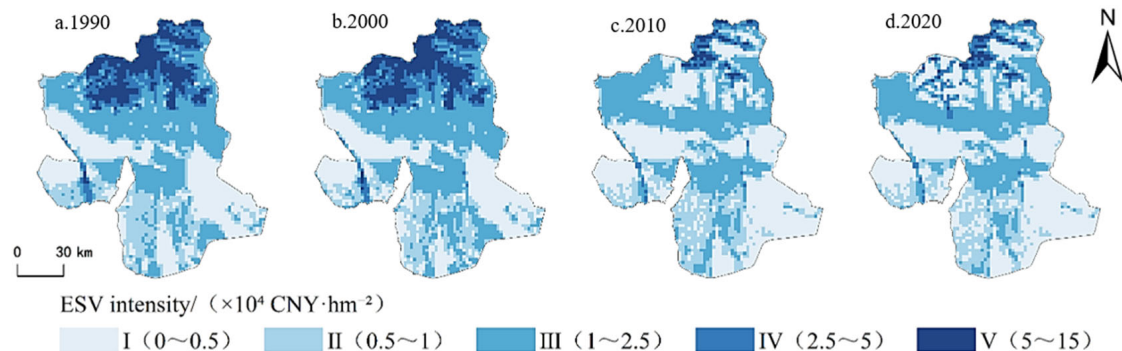 a.1990
b.2000
c.2010
d.2020
N
0 30 km
ESV intensity/（×10⁴ CNY·hm⁻²）
I（0～0.5） II（0.5～1） III（1～2.5） IV（2.5～5） V（5～15）